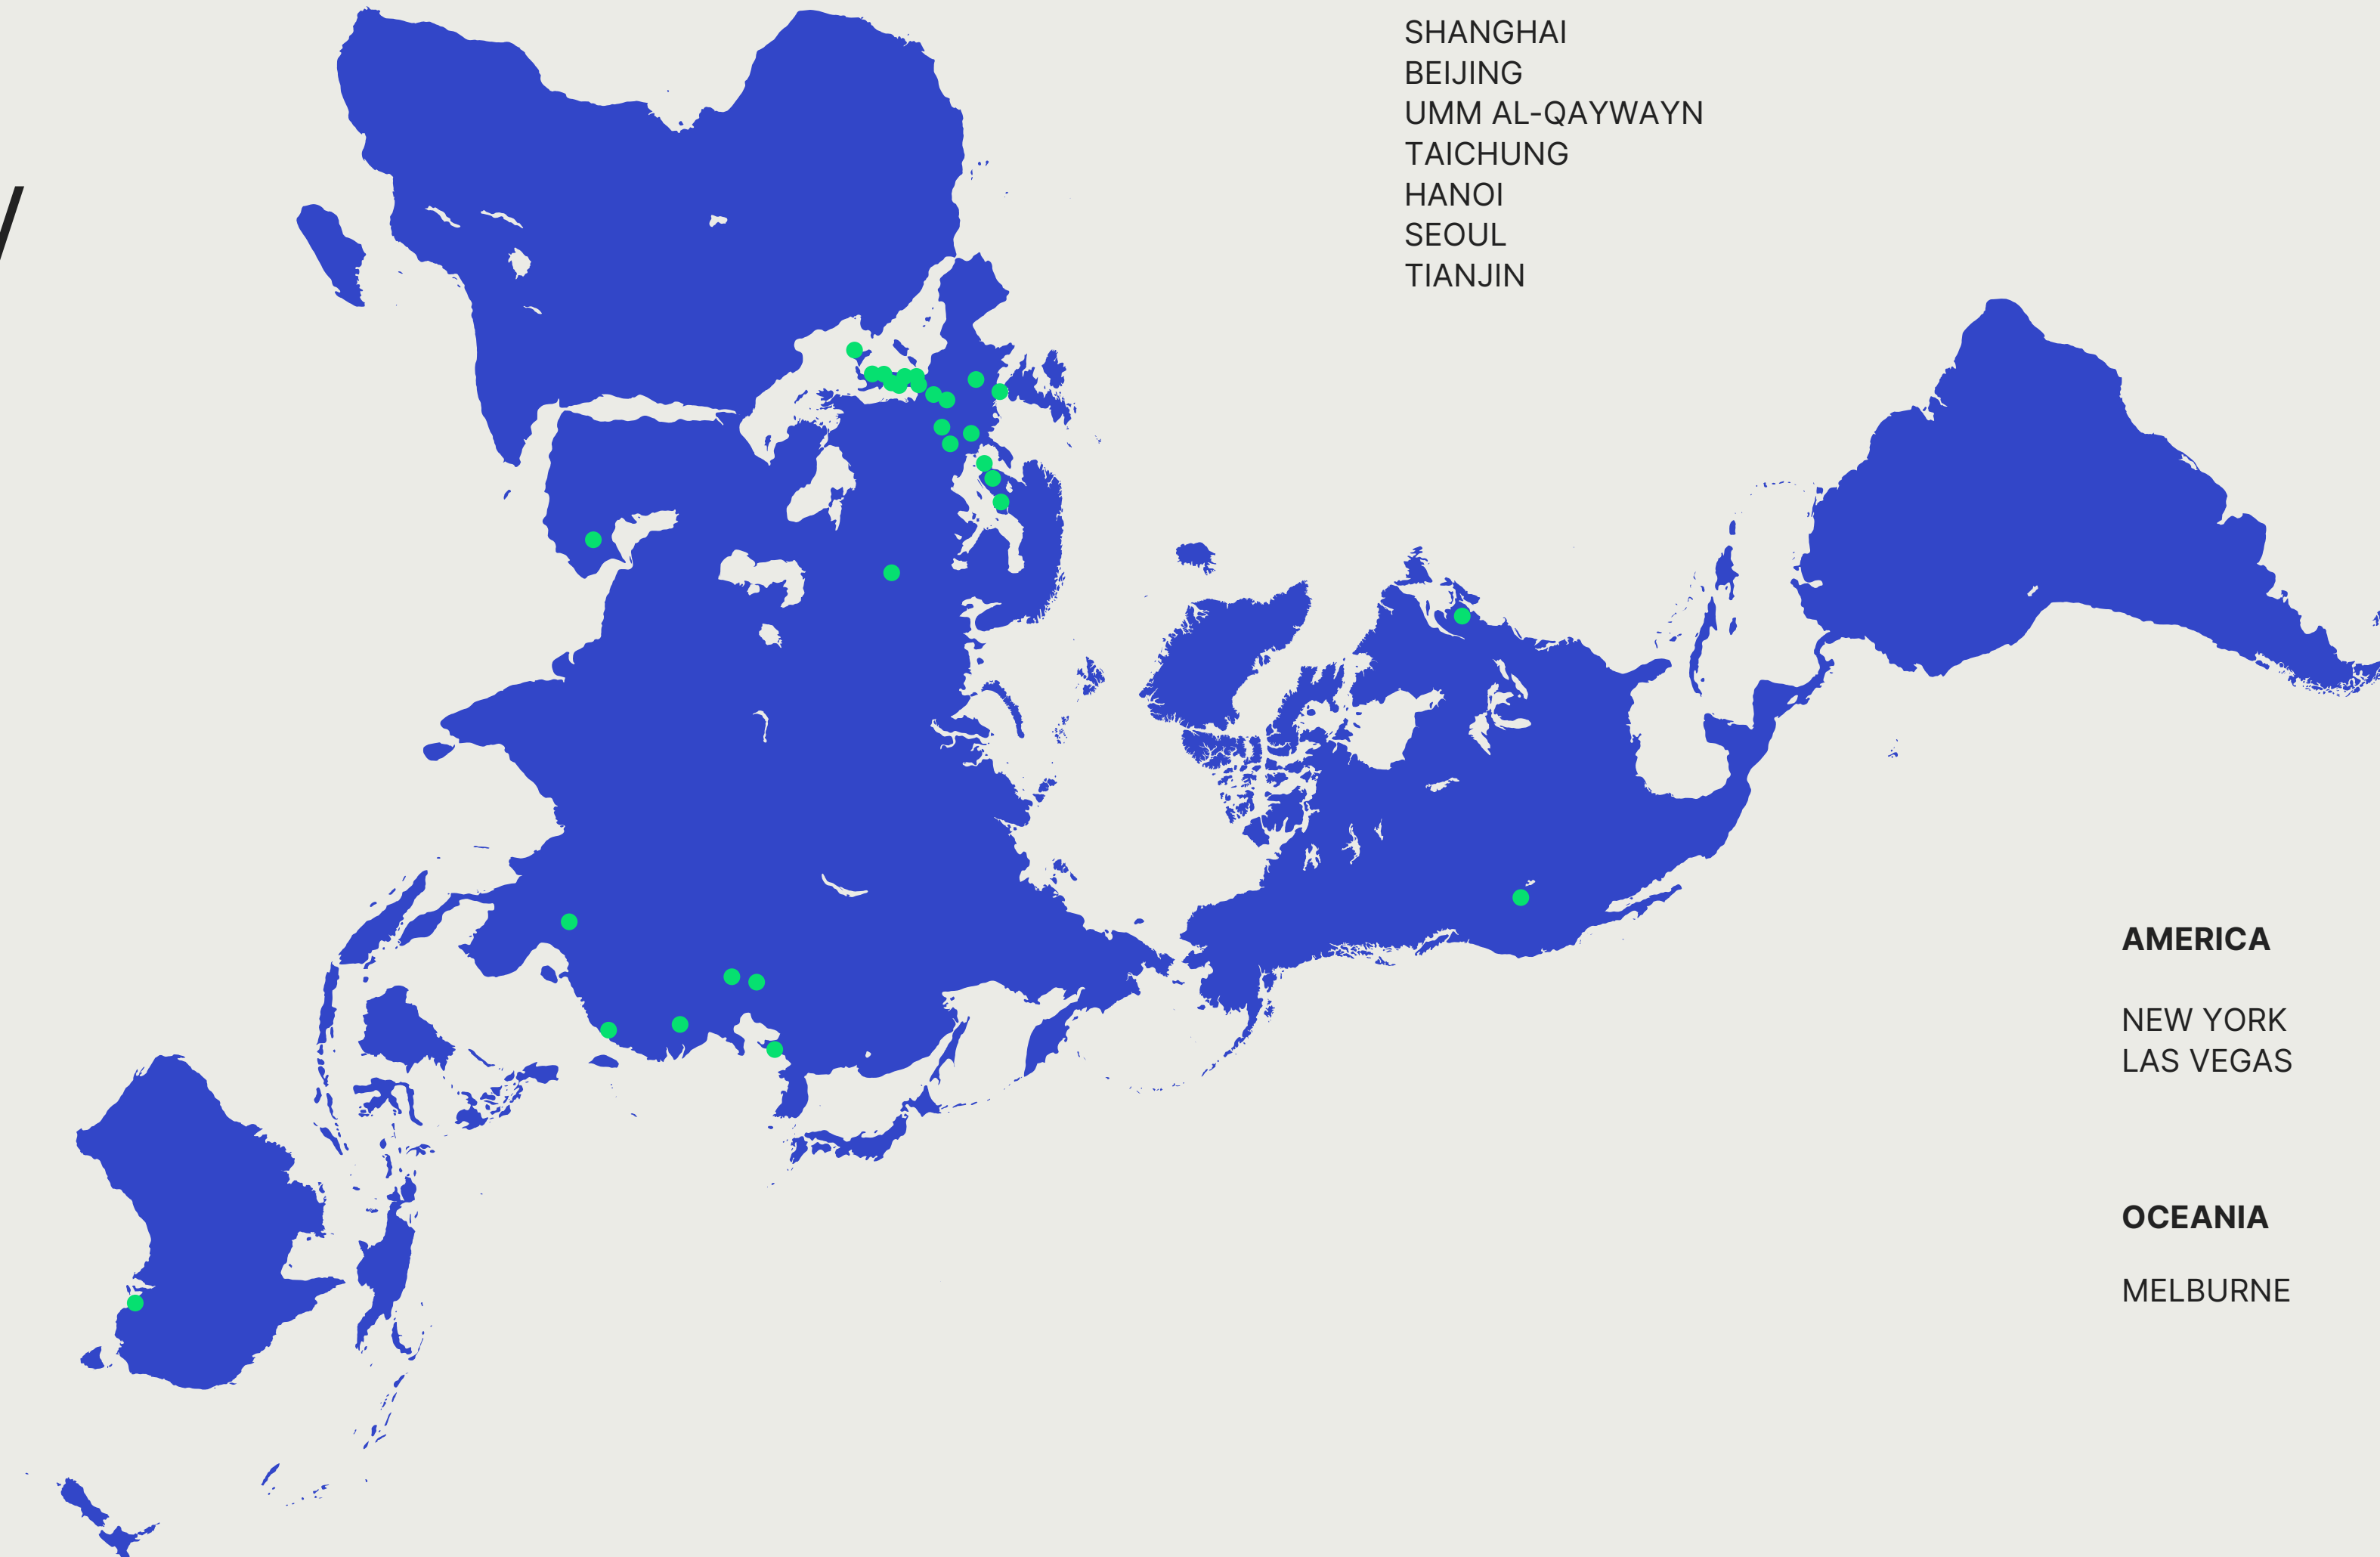 SHANGHAI
BEIJING
UMM AL-QAYWAYN
TAICHUNG
HANOI
SEOUL
TIANJIN
AMERICA
NEW YORK
LAS VEGAS
OCEANIA
MELBURNE